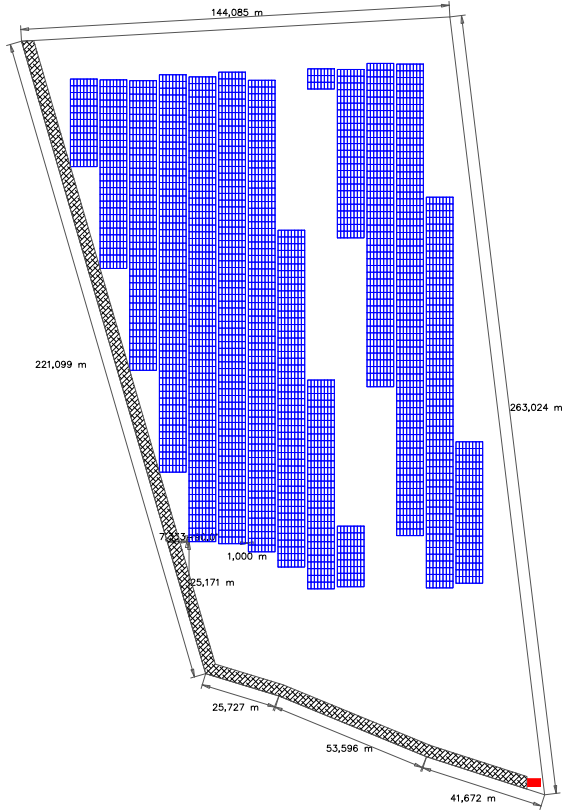 144,085 m
221,099 m
263,024 m
1,000 m
25,171 m
25,727 m
53,596 m
41,672 m